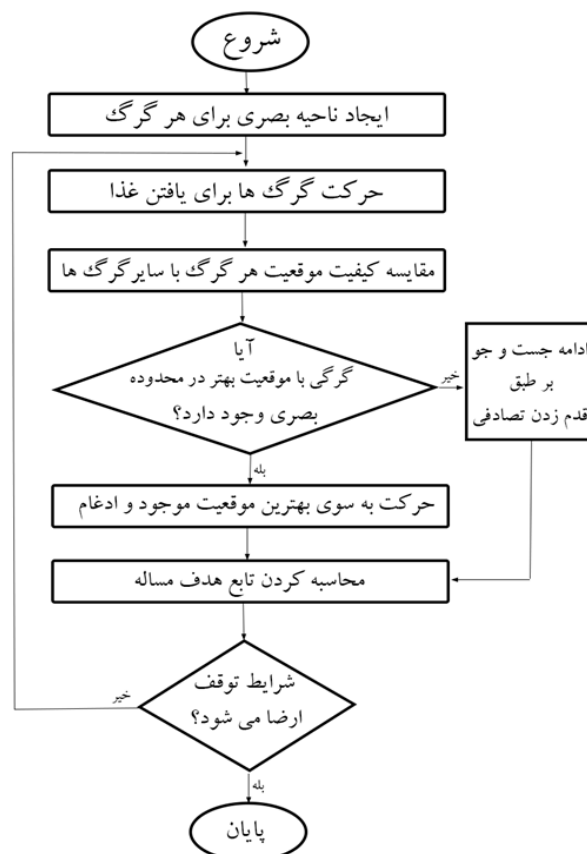 شروع
ایجاد ناحیه بصری برای هر گرگ
حرکت گرگ ها برای یافتن غذا
مقایسه کیفیت موقعیت هر گرگ با سایرگرگ ها
آیا
گرگی با موقعیت بهتر در محدوده
بصری وجود دارد؟
خیر
ادامه جست و جو
بر طبق
قدم زدن تصادفی
بله
حرکت به سوی بهترین موقعیت موجود و ادغام
محاسبه کردن تابع هدف مساله
شرایط توقف
ارضا می شود؟
خیر
بله
پایان